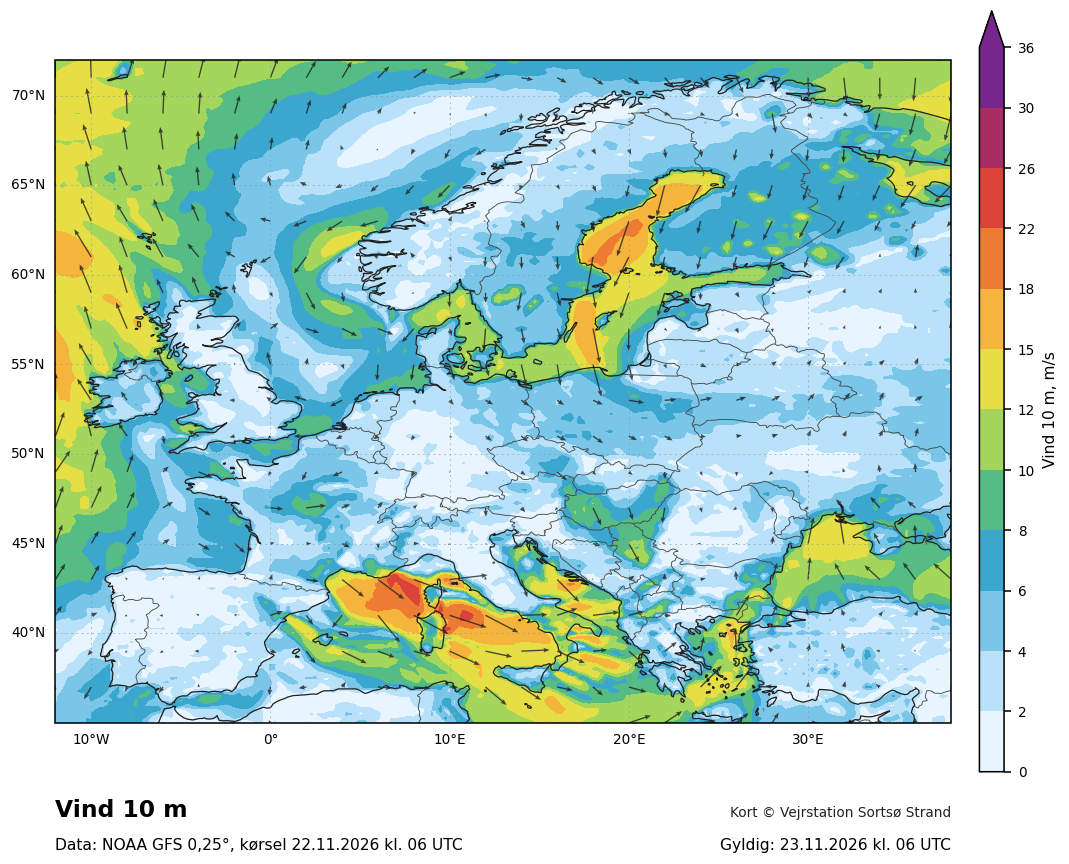 36
30
26
22
18
15
12
10
8
6
4
2
0
Vind 10 m, m/s
70°N
65°N
60°N
55°N
50°N
45°N
40°N
10°W 0° 10°E 20°E 30°E
Vind 10 m
Kort © Vejrstation Sortsø Strand
Data: NOAA GFS 0,25°, kørsel 22.11.2026 kl. 06 UTC
Gyldig: 23.11.2026 kl. 06 UTC